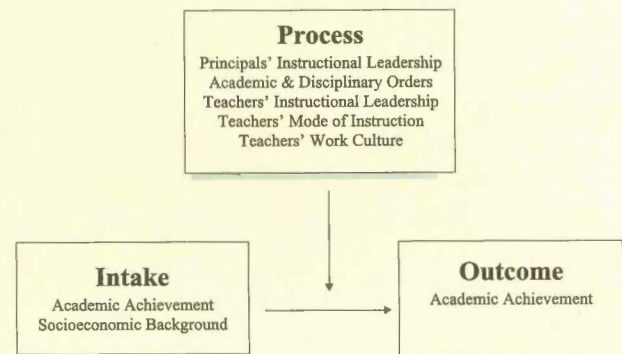 Process
Principals' Instructional Leadership
Academic & Disciplinary Orders
Teachers' Instructional Leadership
Teachers' Mode of Instruction
Teachers' Work Culture
Intake
Academic Achievement
Socioeconomic Background
Outcome
Academic Achievement